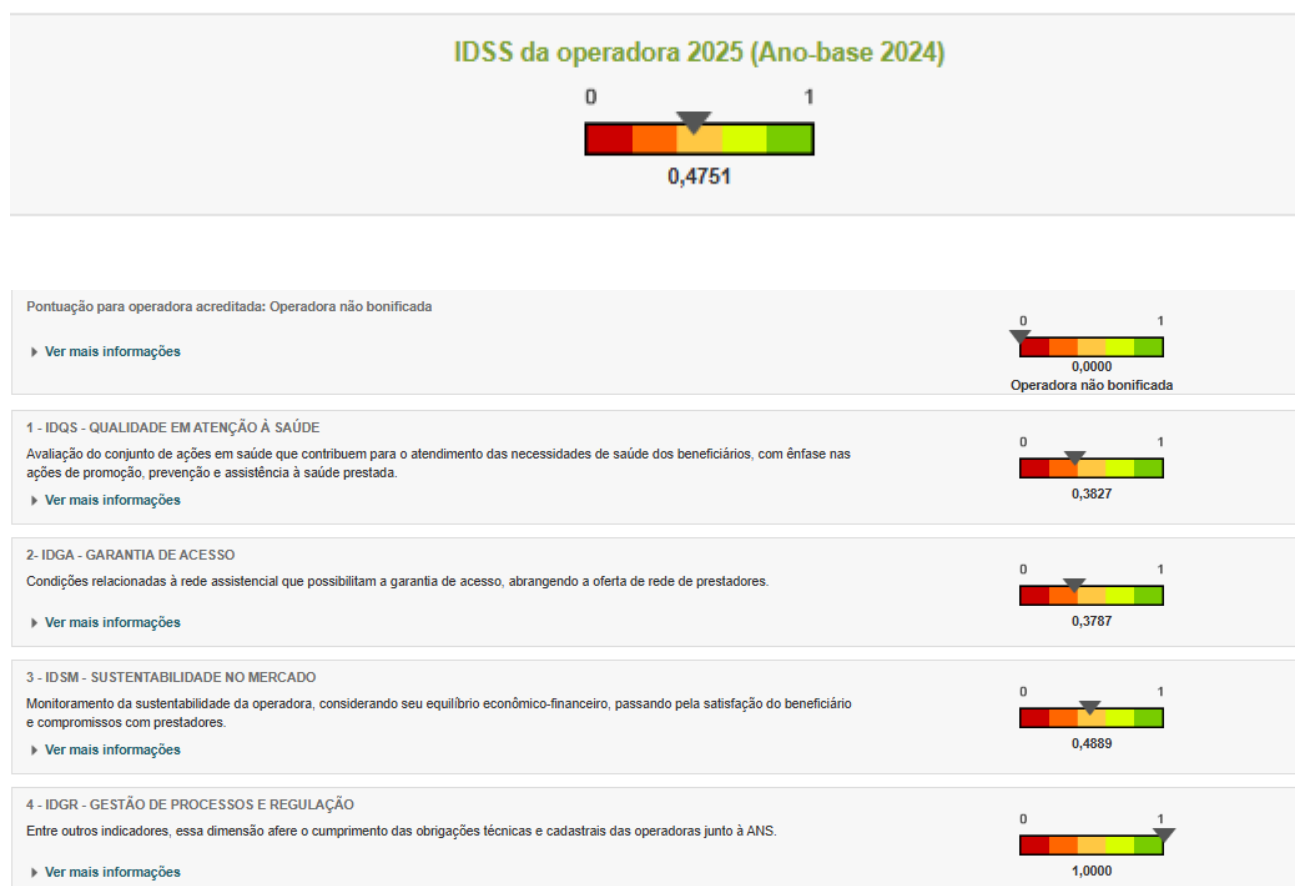 IDSS da operadora 2025 (Ano-base 2024)
0 1
0,4751
Pontuação para operadora acreditada: Operadora não bonificada
Ver mais informações
0 1
0,0000
Operadora não bonificada
1 - IDQS - QUALIDADE EM ATENÇÃO À SAÚDE
Avaliação do conjunto de ações em saúde que contribuem para o atendimento das necessidades de saúde dos beneficiários, com ênfase nas
ações de promoção, prevenção e assistência à saúde prestada.
Ver mais informações
0 1
0,3827
2- IDGA - GARANTIA DE ACESSO
Condições relacionadas à rede assistencial que possibilitam a garantia de acesso, abrangendo a oferta de rede de prestadores.
Ver mais informações
0 1
0,3787
3 - IDSM - SUSTENTABILIDADE NO MERCADO
Monitoramento da sustentabilidade da operadora, considerando seu equilíbrio econômico-financeiro, passando pela satisfação do beneficiário
e compromissos com prestadores.
Ver mais informações
0 1
0,4889
4 - IDGR - GESTÃO DE PROCESSOS E REGULAÇÃO
Entre outros indicadores, essa dimensão afere o cumprimento das obrigações técnicas e cadastrais das operadoras junto à ANS.
Ver mais informações
0 1
1,0000